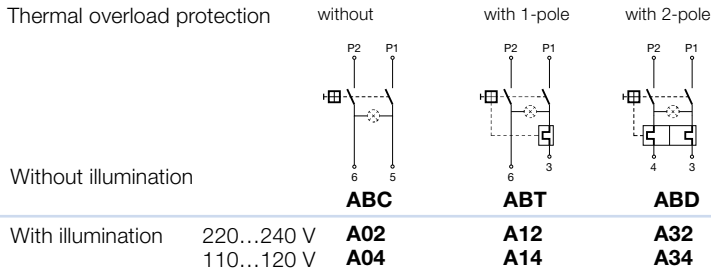 Thermal overload protection without with 1-pole with 2-pole
P2 P1 P2 P1 P2 P1
6 5 6 3 4 3
Without illumination
ABC ABT ABD
With illumination 220...240 V A02 A12 A32
110...120 V A04 A14 A34